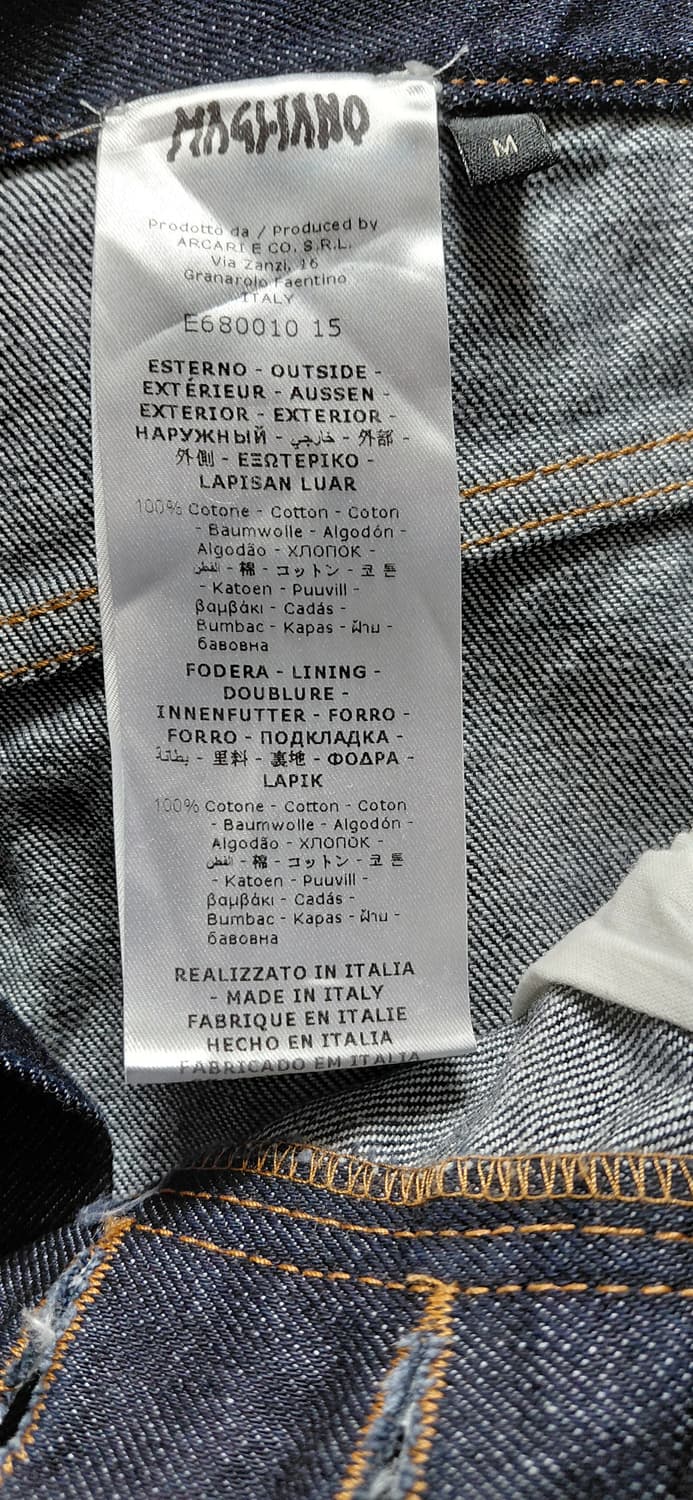 MAGLIANO
M
Prodotto da / Produced by
ARCARI E CO. S.R.L.
Via Zanzi, 16
Granarolo Faentino
ITALY
E680010 15
ESTERNO - OUTSIDE -
EXTÉRIEUR - AUSSEN -
EXTERIOR - EXTERIOR -
НАРУЖНЫЙ - خارجي - 外部 -
外側 - ΕΞΩΤΕΡΙΚΟ -
LAPISAN LUAR
100% Cotone - Cotton - Coton
- Baumwolle - Algodón -
Algodão - ХЛОПОК -
القطن - 棉 - コットン - 코 튼
- Katoen - Puuvill -
βαμβάκι - Cadás -
Bumbac - Kapas - ฝ้าย -
бавовна
FODERA - LINING -
DOUBLURE -
INNENFUTTER - FORRO -
FORRO - ПОДКЛАДКА -
بطانة - 里料 - 裏地 - ΦΟΔΡΑ -
LAPIK
100% Cotone - Cotton - Coton
- Baumwolle - Algodón -
Algodão - ХЛОПОК -
القطن - 棉 - コットン - 코 튼
- Katoen - Puuvill -
βαμβάκι - Cadás -
Bumbac - Kapas - ฝ้าย -
бавовна
REALIZZATO IN ITALIA
- MADE IN ITALY
FABRIQUE EN ITALIE
HECHO EN ITALIA
FABRICADO EM ITALIA